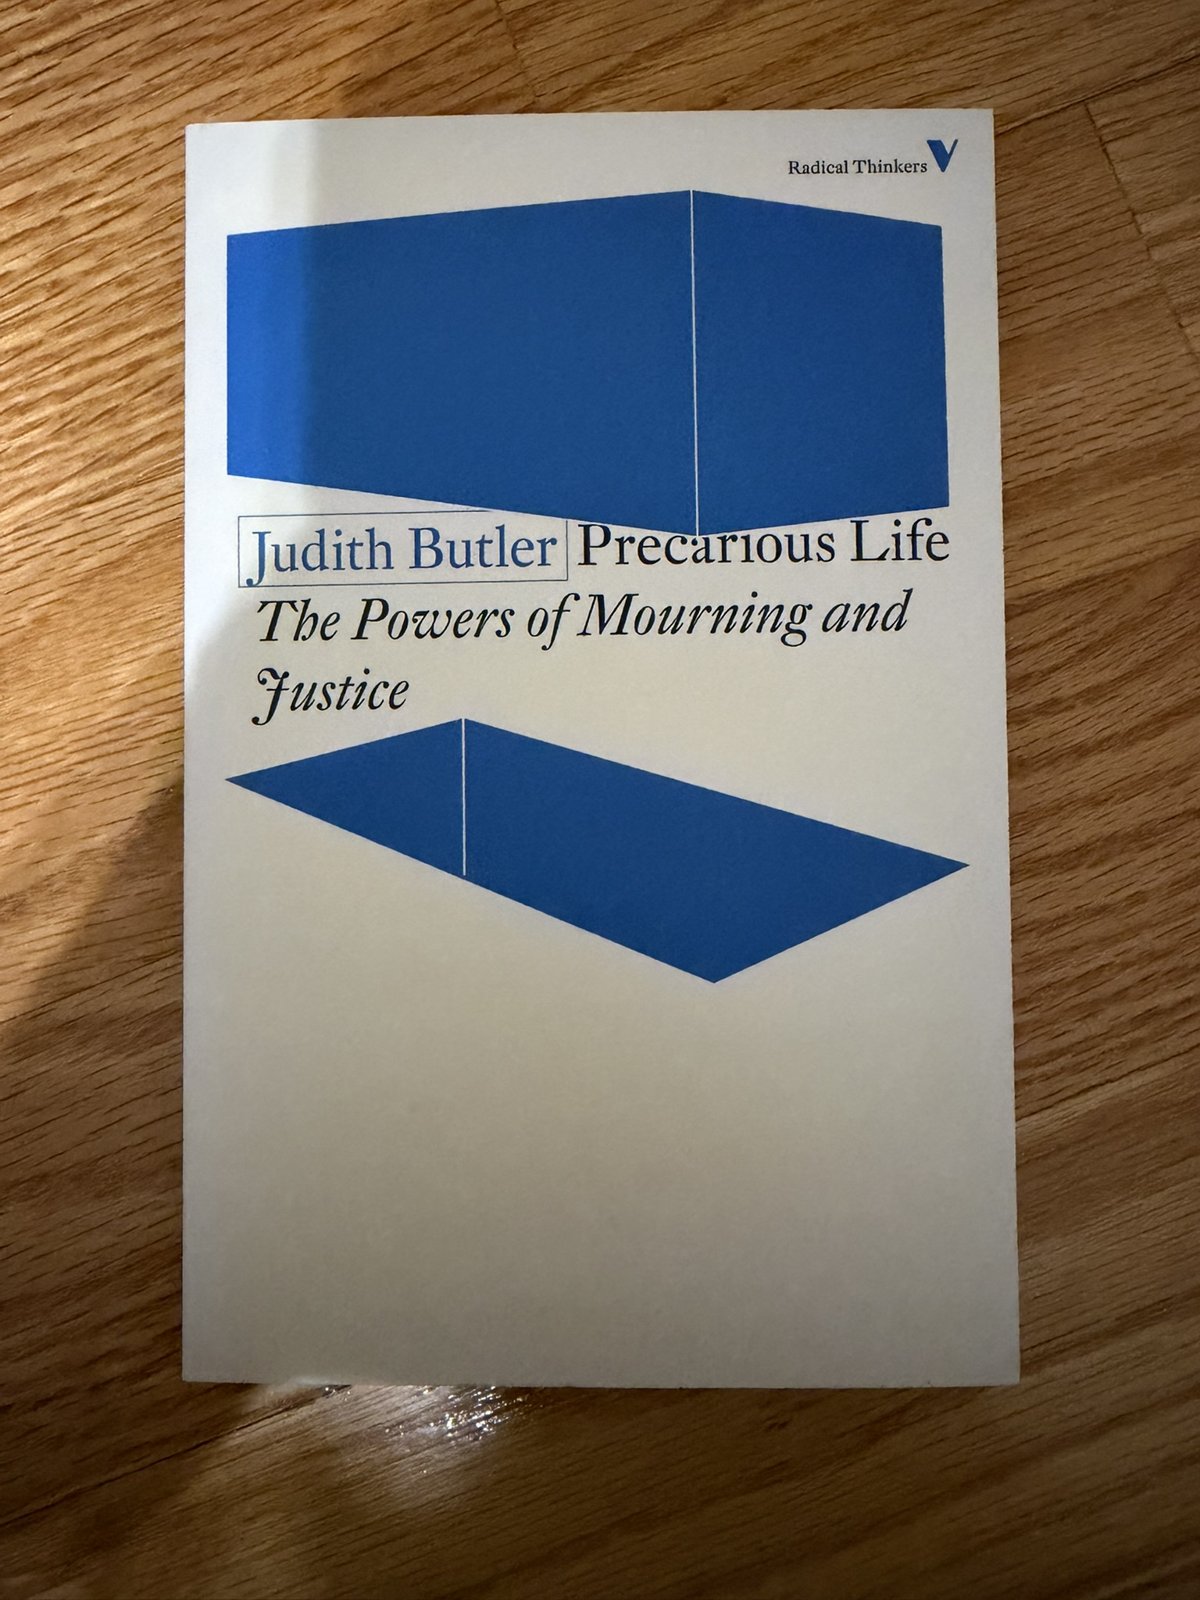 Radical Thinkers V
Judith Butler Precarious Life
The Powers of Mourning and
Justice